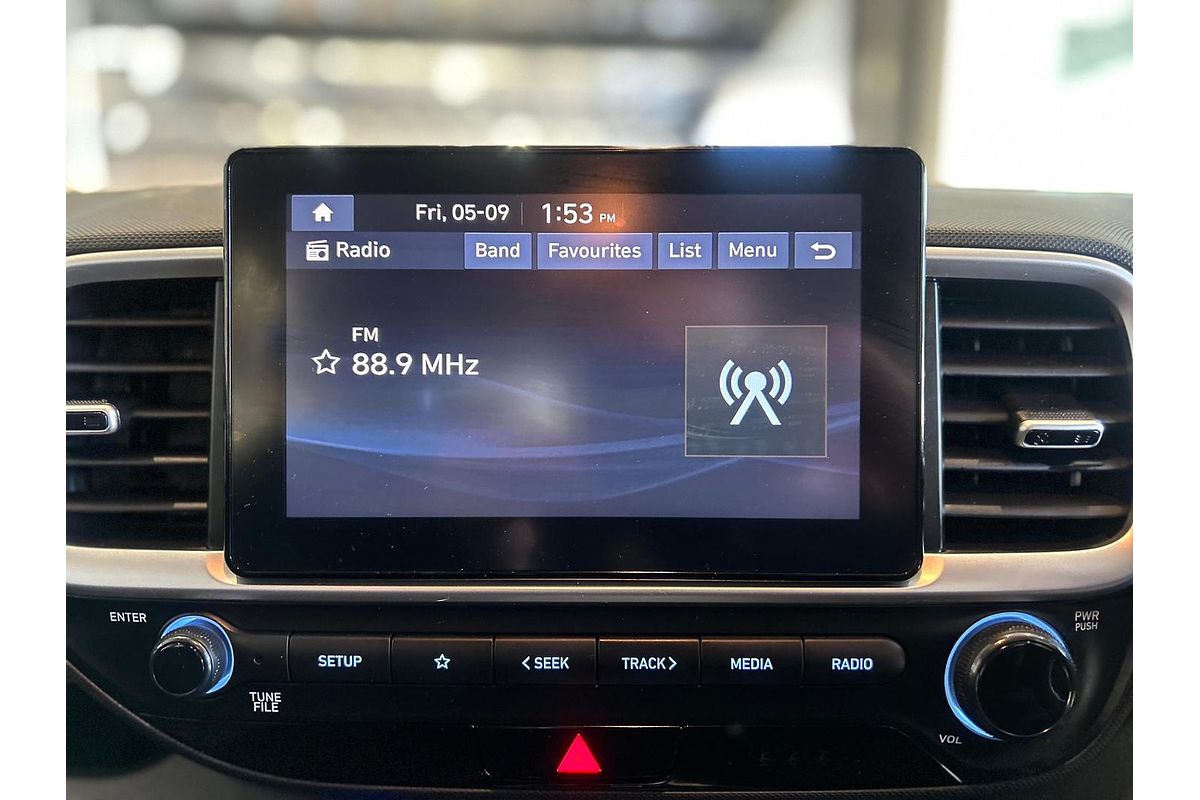 Fri, 05-09 1:53 PM
Radio Band Favourites List Menu
FM
88.9 MHz
ENTER
PWR
PUSH
SETUP < SEEK TRACK > MEDIA RADIO
TUNE
FILE
VOL